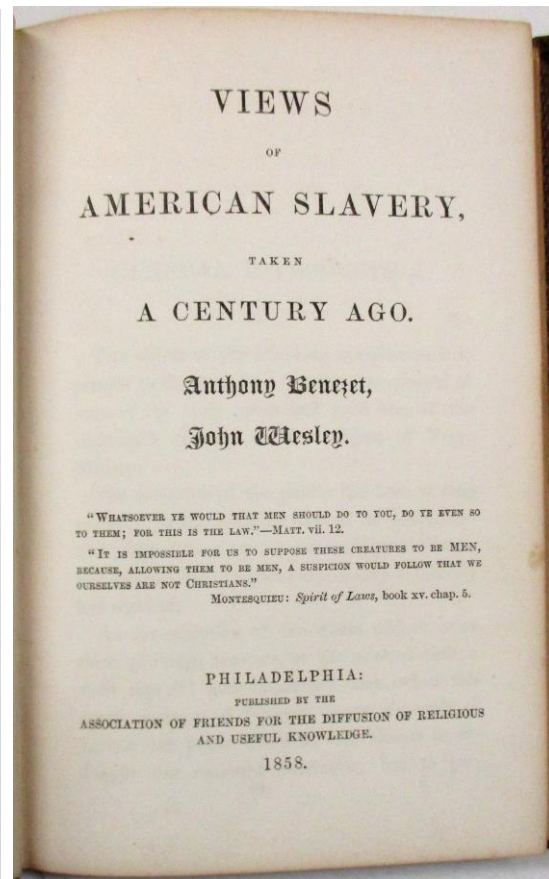 VIEWS
OF
AMERICAN SLAVERY,
TAKEN
A CENTURY AGO.
Anthony Benezet,
John Wesley.
"WHATSOEVER YE WOULD THAT MEN SHOULD DO TO YOU, DO YE EVEN SO
TO THEM; FOR THIS IS THE LAW."—MATT. vii. 12.
"IT IS IMPOSSIBLE FOR US TO SUPPOSE THESE CREATURES TO BE MEN,
BECAUSE, ALLOWING THEM TO BE MEN, A SUSPICION WOULD FOLLOW THAT WE
OURSELVES ARE NOT CHRISTIANS."
MONTESQUIEU: Spirit of Laws, book xv. chap. 5.
PHILADELPHIA:
PUBLISHED BY THE
ASSOCIATION OF FRIENDS FOR THE DIFFUSION OF RELIGIOUS
AND USEFUL KNOWLEDGE.
1858.